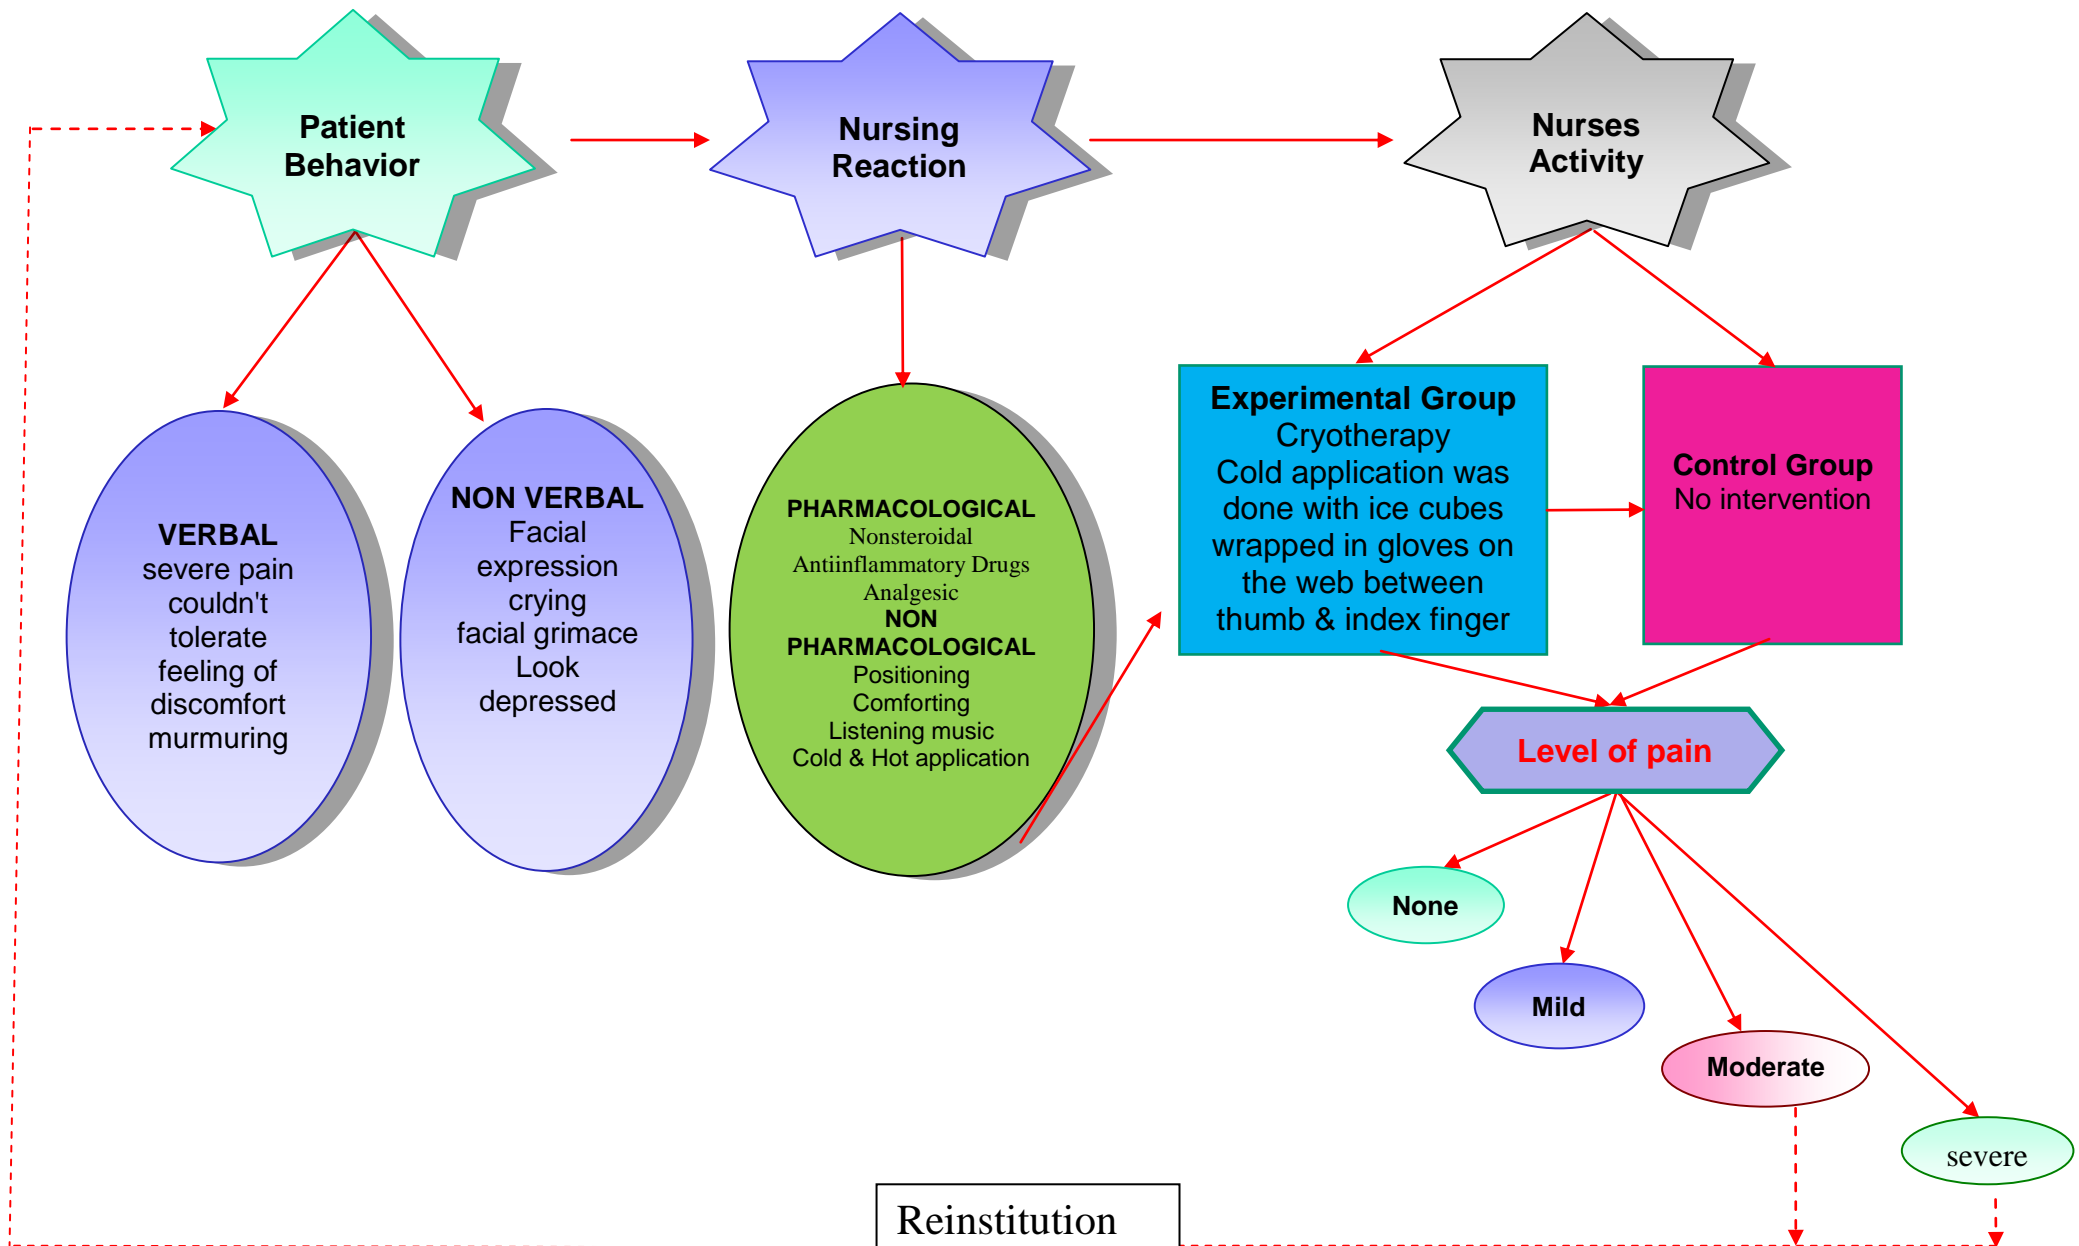 Patient
Behavior
Nursing
Reaction
Nurses
Activity
VERBAL
severe pain
couldn't
tolerate
feeling of
discomfort
murmuring
NON VERBAL
Facial
expression
crying
facial grimace
Look
depressed
PHARMACOLOGICAL
Nonsteroidal
Antiinflammatory Drugs
Analgesic
NON
PHARMACOLOGICAL
Positioning
Comforting
Listening music
Cold & Hot application
Experimental Group
Cryotherapy
Cold application was
done with ice cubes
wrapped in gloves on
the web between
thumb & index finger
Control Group
No intervention
Level of pain
None
Mild
Moderate
severe
Reinstitution